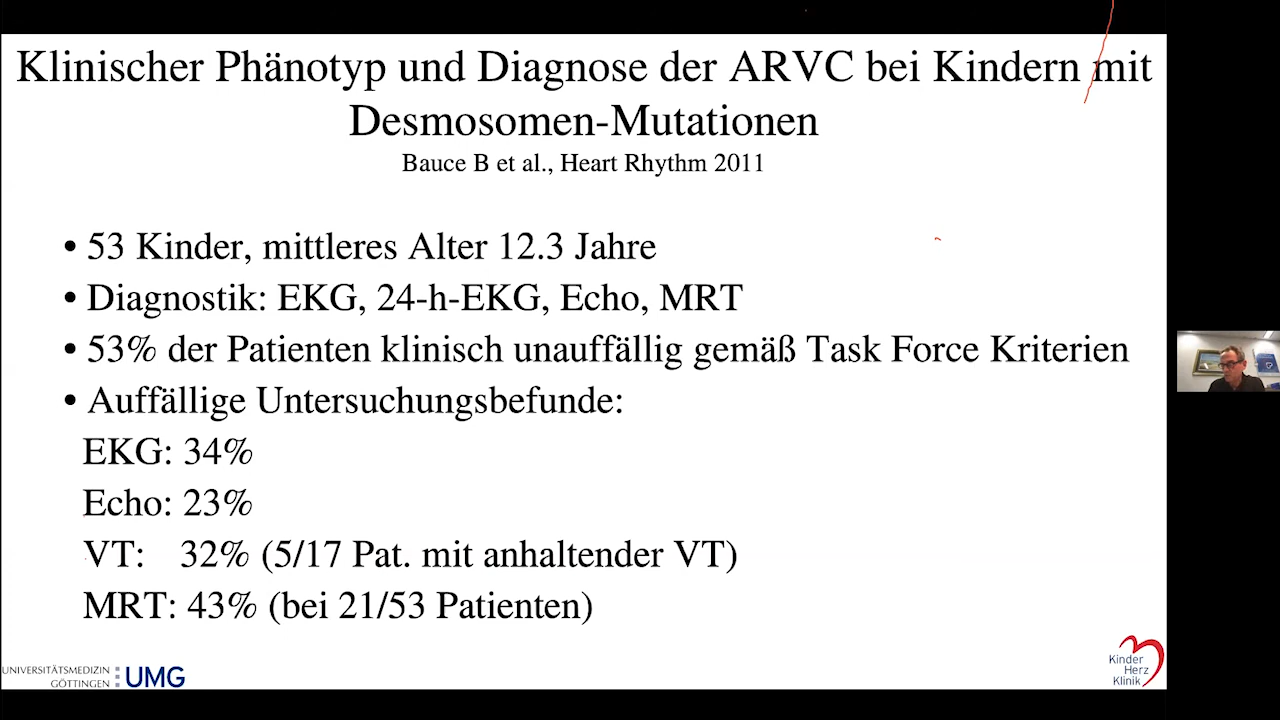 Klinischer Phänotyp und Diagnose der ARVC bei Kindern mit
Desmosomen-Mutationen
Bauce B et al., Heart Rhythm 2011
• 53 Kinder, mittleres Alter 12.3 Jahre
• Diagnostik: EKG, 24-h-EKG, Echo, MRT
• 53% der Patienten klinisch unauffällig gemäß Task Force Kriterien
• Auffällige Untersuchungsbefunde:
EKG: 34%
Echo: 23%
VT: 32% (5/17 Pat. mit anhaltender VT)
MRT: 43% (bei 21/53 Patienten)
UNIVERSITÄTSMEDIZIN
GÖTTINGEN UMG
Kinder
Herz
Klinik